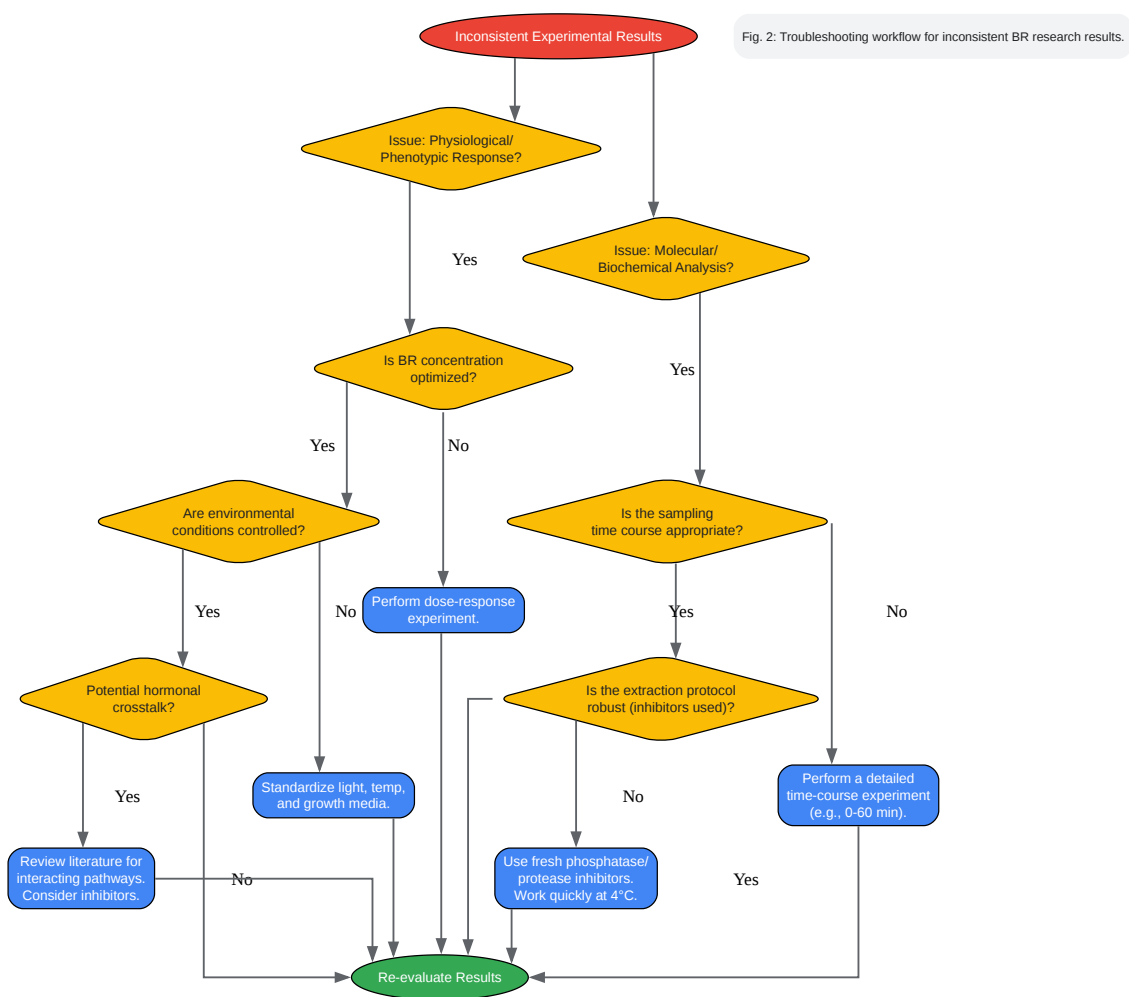 Inconsistent Experimental Results
Fig. 2: Troubleshooting workflow for inconsistent BR research results.
Issue: Physiological/
Phenotypic Response?
Yes
Issue: Molecular/
Biochemical Analysis?
Is BR concentration
optimized?
Yes
Yes
No
Are environmental
conditions controlled?
Is the sampling
time course appropriate?
Yes
No
Perform dose-response
experiment.
Yes
No
Potential hormonal
crosstalk?
Is the extraction protocol
robust (inhibitors used)?
Yes
Standardize light, temp,
and growth media.
No
Perform a detailed
time-course experiment
(e.g., 0-60 min).
Review literature for
interacting pathways.
Consider inhibitors.
No
Use fresh phosphatase/
protease inhibitors.
Work quickly at 4°C.
Yes
Re-evaluate Results